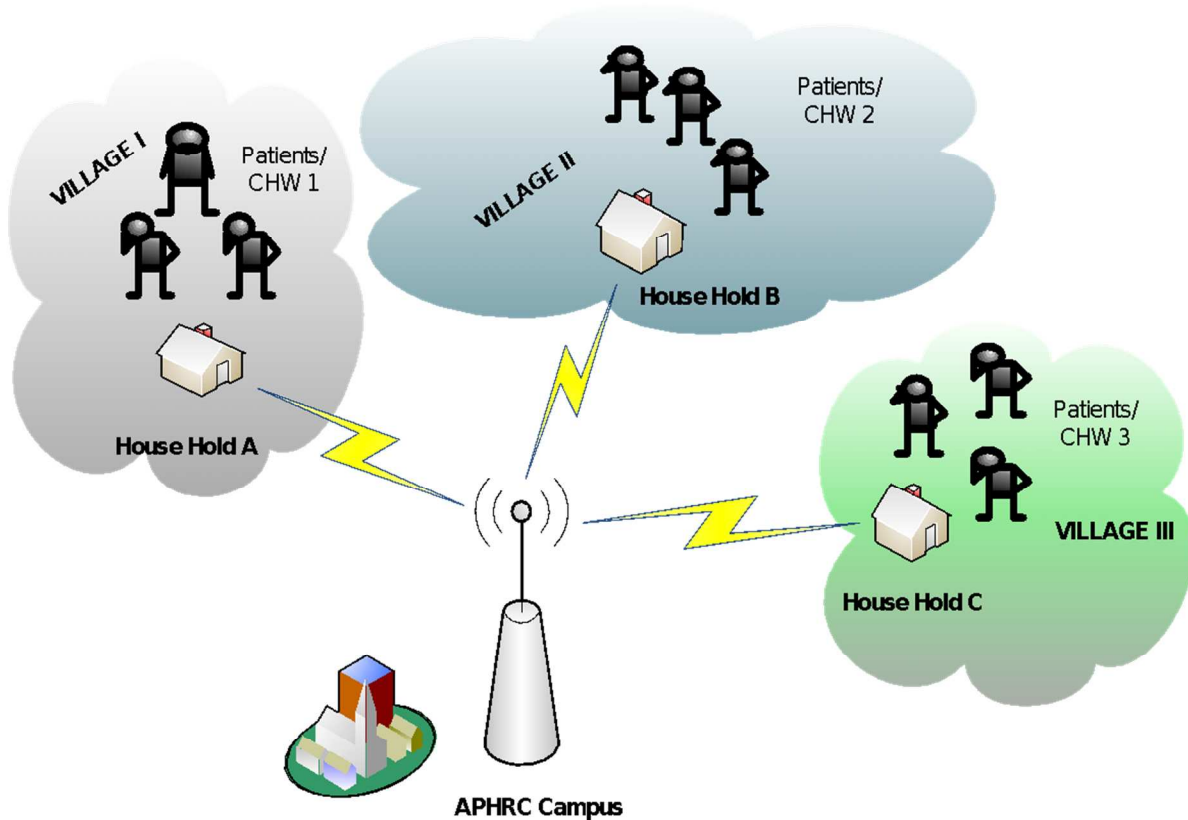 VILLAGE I
Patients/
CHW 1
House Hold A
Patients/
CHW 2
VILLAGE II
House Hold B
Patients/
CHW 3
VILLAGE III
House Hold C
APHRC Campus